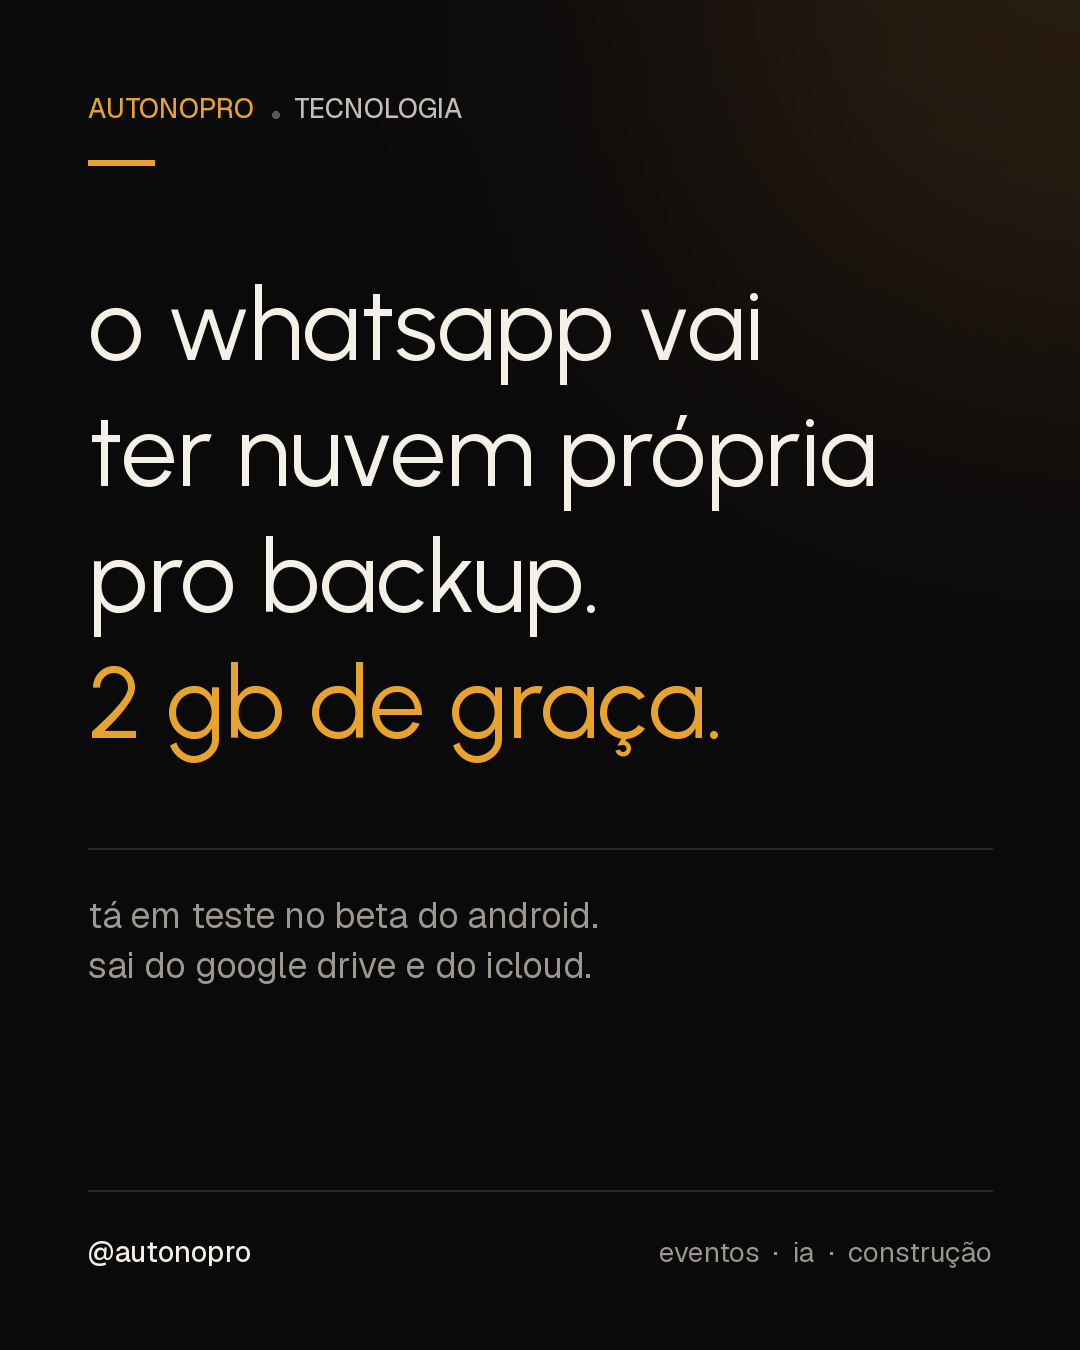 AUTONOPRO • TECNOLOGIA
o whatsapp vai
ter nuvem própria
pro backup.
2 gb de graça.
tá em teste no beta do android.
sai do google drive e do icloud.
@autonopro
eventos · ia · construção